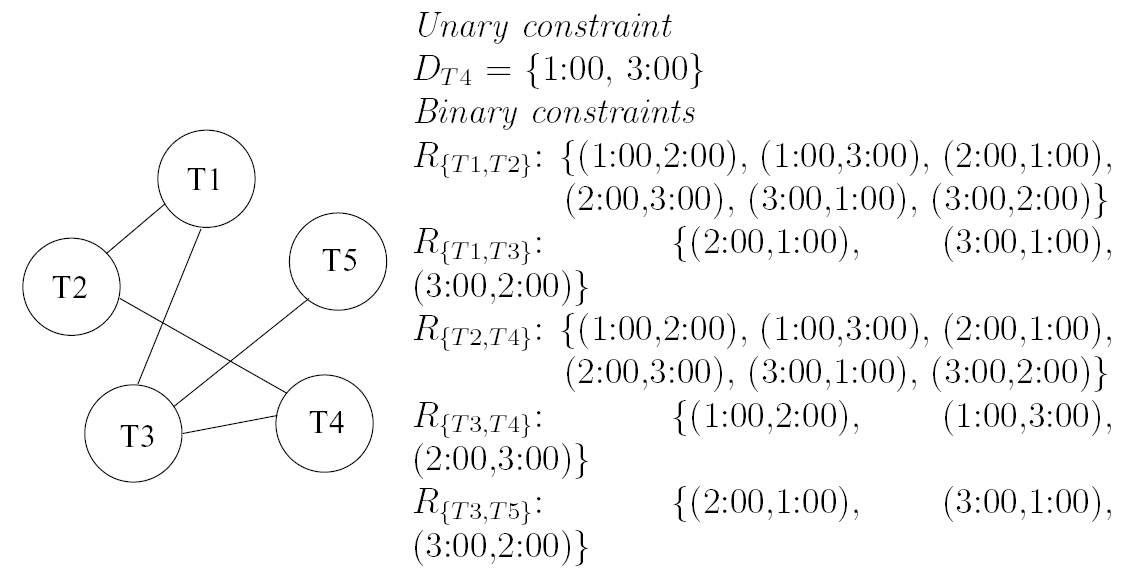 Unary constraint
D_{T4} = {1:00, 3:00}
Binary constraints
R_{{T1,T2}}: {(1:00,2:00), (1:00,3:00), (2:00,1:00),
(2:00,3:00), (3:00,1:00), (3:00,2:00)}
R_{{T1,T3}}: {(2:00,1:00), (3:00,1:00),
(3:00,2:00)}
R_{{T2,T4}}: {(1:00,2:00), (1:00,3:00), (2:00,1:00),
(2:00,3:00), (3:00,1:00), (3:00,2:00)}
R_{{T3,T4}}: {(1:00,2:00), (1:00,3:00),
(2:00,3:00)}
R_{{T3,T5}}: {(2:00,1:00), (3:00,1:00),
(3:00,2:00)}
T1
T5
T2
T3
T4